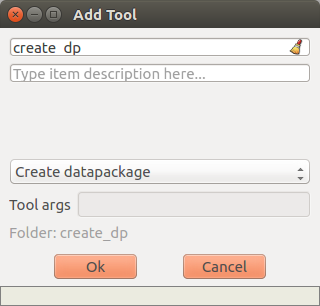 Add Tool
create_dp
Type item description here...
Create datapackage
Tool args
Folder: create_dp
Ok
Cancel